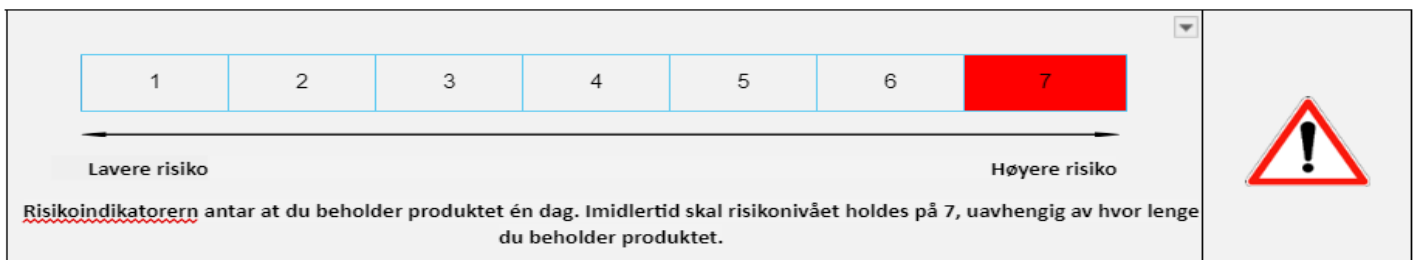 1 2 3 4 5 6 7
Lavere risiko Høyere risiko
Risikoindikatorern antar at du beholder produktet én dag. Imidlertid skal risikonivået holdes på 7, uavhengig av hvor lenge
du beholder produktet.